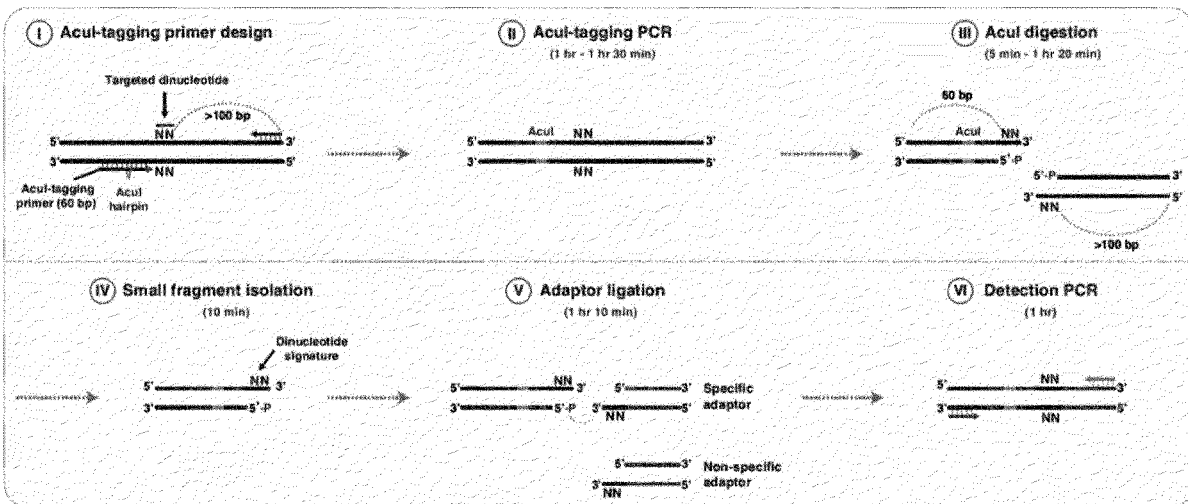 I AcuI-tagging primer design
Targeted dinucleotide
NN
>100 bp
5' 3'
3' 5'
NN
AcuI-tagging
primer (60 bp)
AcuI
hairpin
II AcuI-tagging PCR
(1 hr - 1 hr 30 min)
AcuI NN
5' 3'
3' 5'
NN
III AcuI digestion
(5 min - 1 hr 20 min)
60 bp
AcuI NN
5' 3'
3' 5'-P
5'-P 3'
3' 5'
NN
>100 bp
IV Small fragment isolation
(10 min)
Dinucleotide
signature
NN
5' 3'
3' 5'-P
V Adaptor ligation
(1 hr 10 min)
NN
5' 3' 5' 3'
3' 5'-P 3' 5'
NN
Specific
adaptor
5' 3'
3' 5'
NN
Non-specific
adaptor
VI Detection PCR
(1 hr)
NN
5' 3'
3' 5'
NN